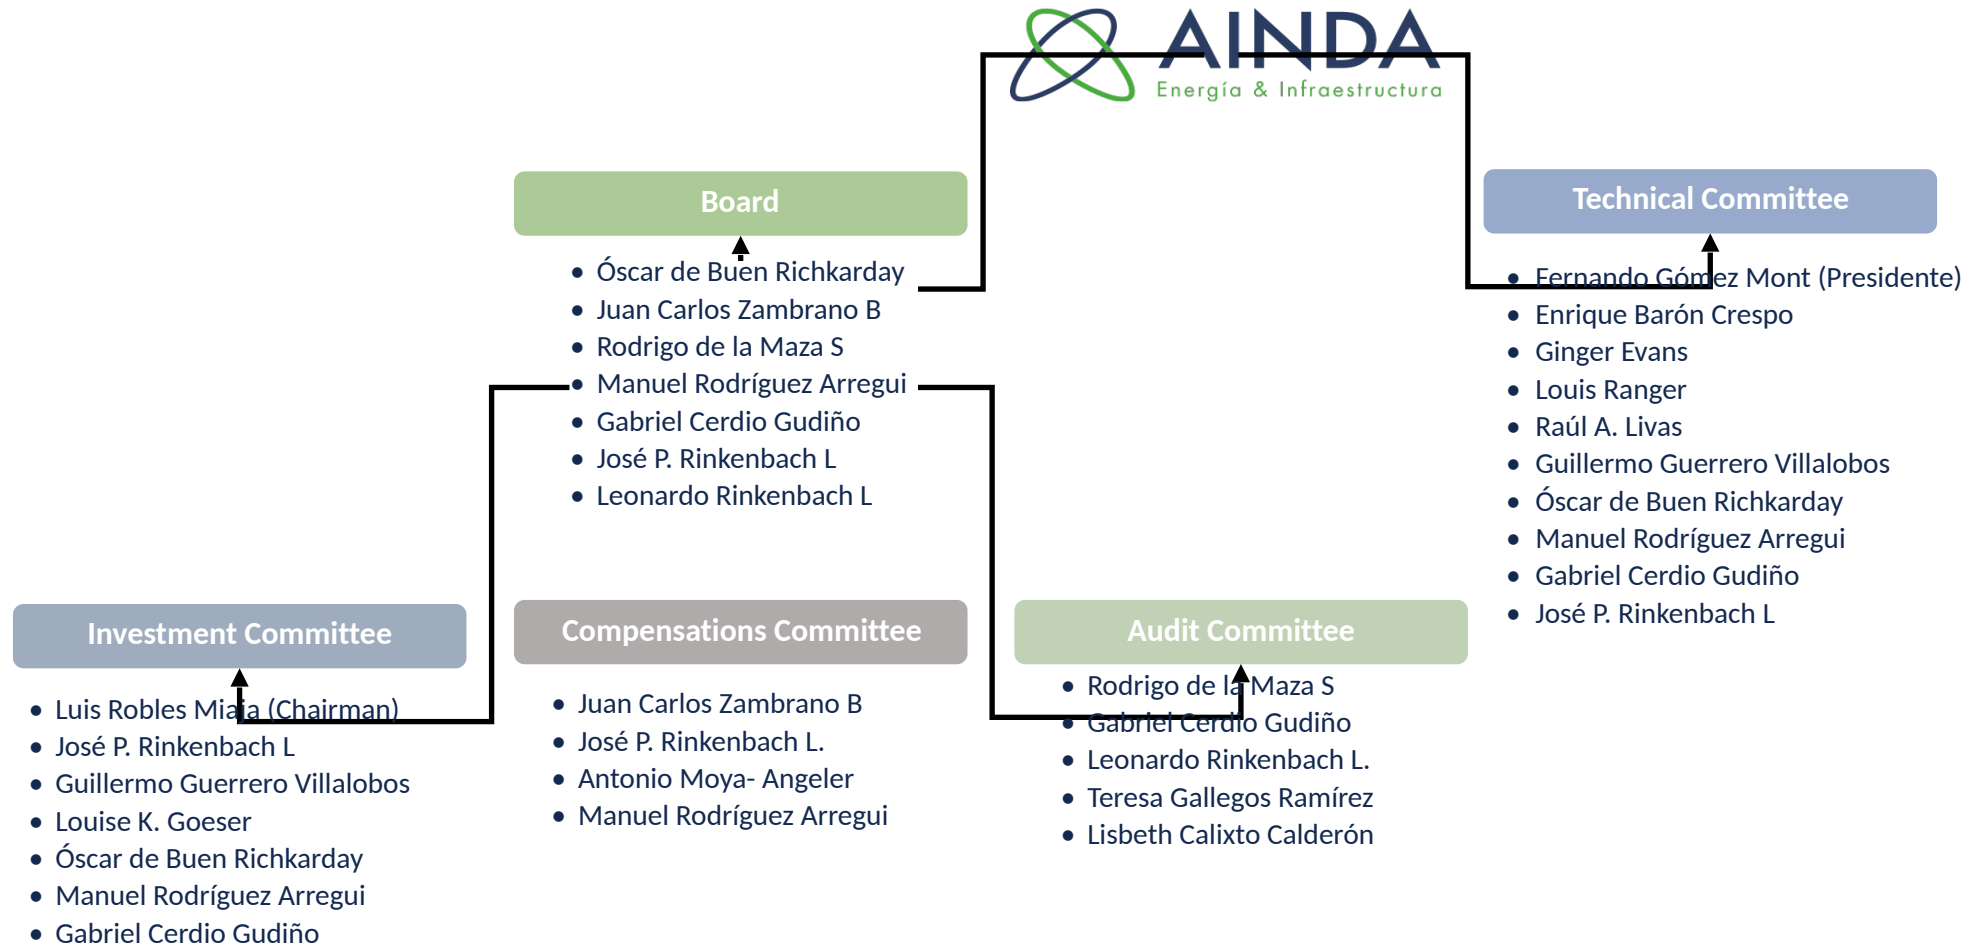 AINDA
Energía & Infraestructura
Board
• Óscar de Buen Richkarday
• Juan Carlos Zambrano B
• Rodrigo de la Maza S
• Manuel Rodríguez Arregui
• Gabriel Cerdio Gudiño
• José P. Rinkenbach L
• Leonardo Rinkenbach L
Technical Committee
• Fernando Gómez Mont (Presidente)
• Enrique Barón Crespo
• Ginger Evans
• Louis Ranger
• Raúl A. Livas
• Guillermo Guerrero Villalobos
• Óscar de Buen Richkarday
• Manuel Rodríguez Arregui
• Gabriel Cerdio Gudiño
• José P. Rinkenbach L
Investment Committee
• Luis Robles Miaja (Chairman)
• José P. Rinkenbach L
• Guillermo Guerrero Villalobos
• Louise K. Goeser
• Óscar de Buen Richkarday
• Manuel Rodríguez Arregui
• Gabriel Cerdio Gudiño
Compensations Committee
• Juan Carlos Zambrano B
• José P. Rinkenbach L.
• Antonio Moya- Angeler
• Manuel Rodríguez Arregui
Audit Committee
• Rodrigo de la Maza S
• Gabriel Cerdio Gudiño
• Leonardo Rinkenbach L.
• Teresa Gallegos Ramírez
• Lisbeth Calixto Calderón